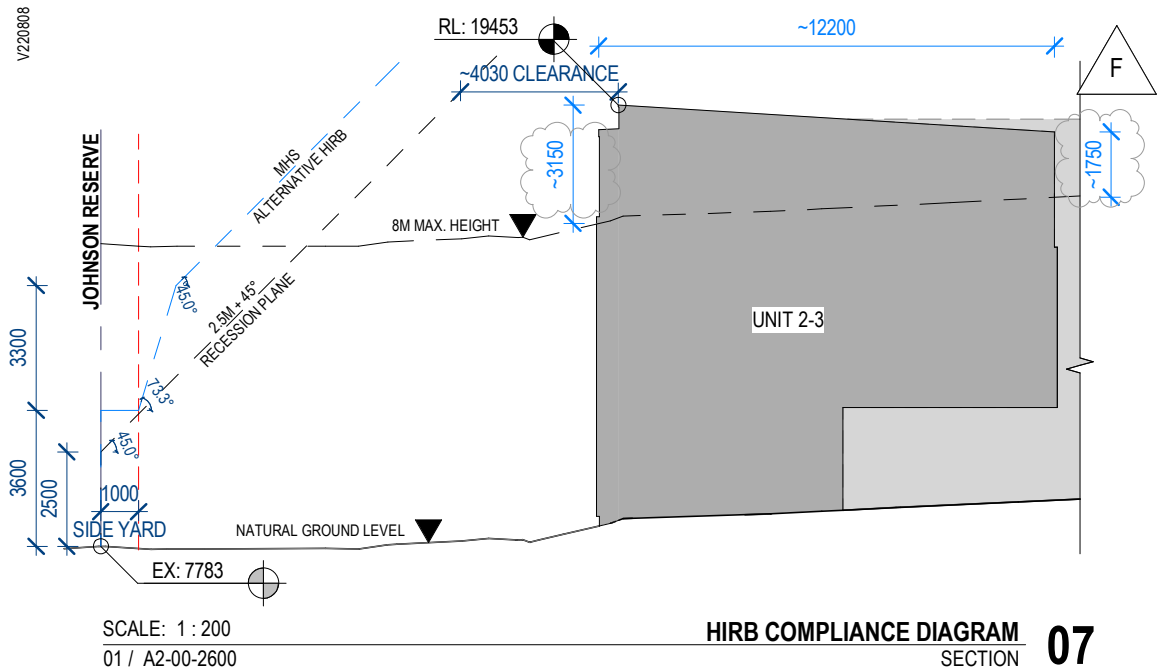 V220808
RL: 19453
~12200
F
~4030 CLEARANCE
MHS
ALTERNATIVE HIRB
JOHNSON RESERVE
~3150
~1750
8M MAX. HEIGHT
45.0°
2.5M + 45°
RECESSION PLANE
UNIT 2-3
3300
73.3°
45.0°
3600
2500
1000
SIDE YARD
NATURAL GROUND LEVEL
EX: 7783
SCALE: 1 : 200
HIRB COMPLIANCE DIAGRAM
07
01 / A2-00-2600
SECTION